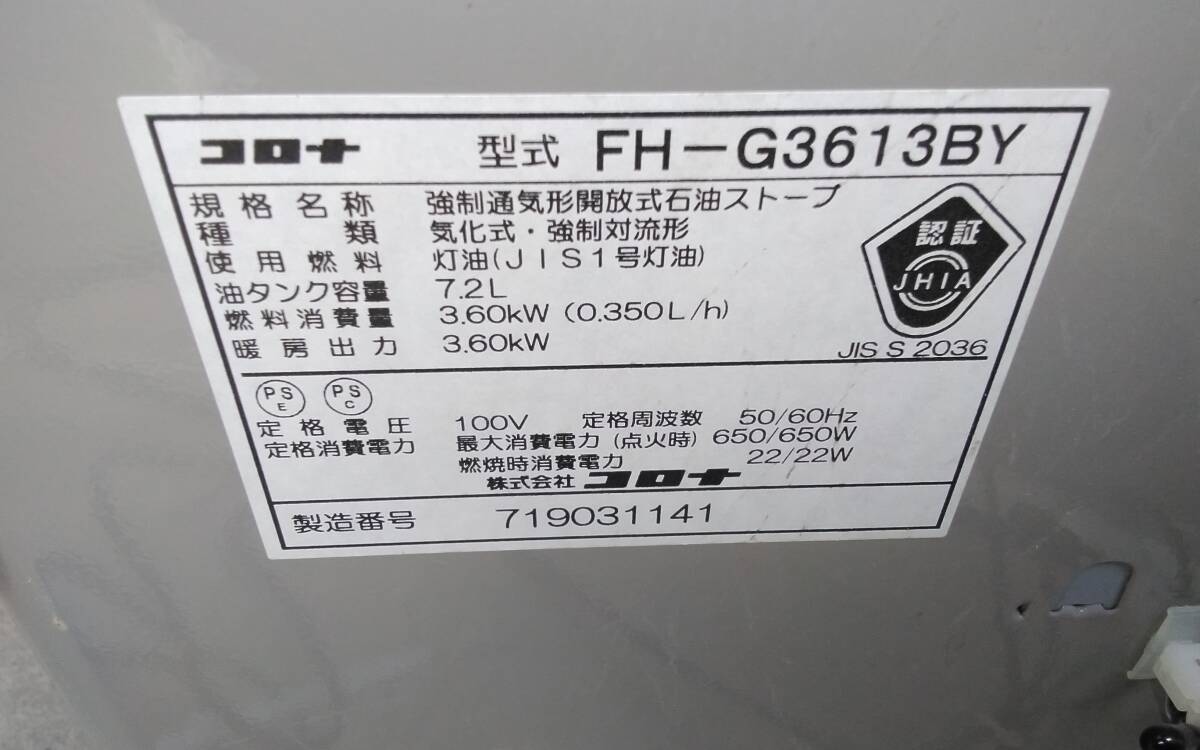 コロナ 型式 FH-G3613BY
規格名称 強制通気形開放式石油ストーブ
種類 気化式・強制対流形
使用燃料 灯油(JIS1号灯油)
油タンク容量 7.2L
燃料消費量 3.60kW (0.350L/h)
暖房出力 3.60kW
認証
JHIA
JIS S 2036
PS E PS C
定格電圧 100V 定格周波数 50/60Hz
定格消費電力 最大消費電力 (点火時) 650/650W
燃焼時消費電力 22/22W
株式会社 コロナ
製造番号 719031141